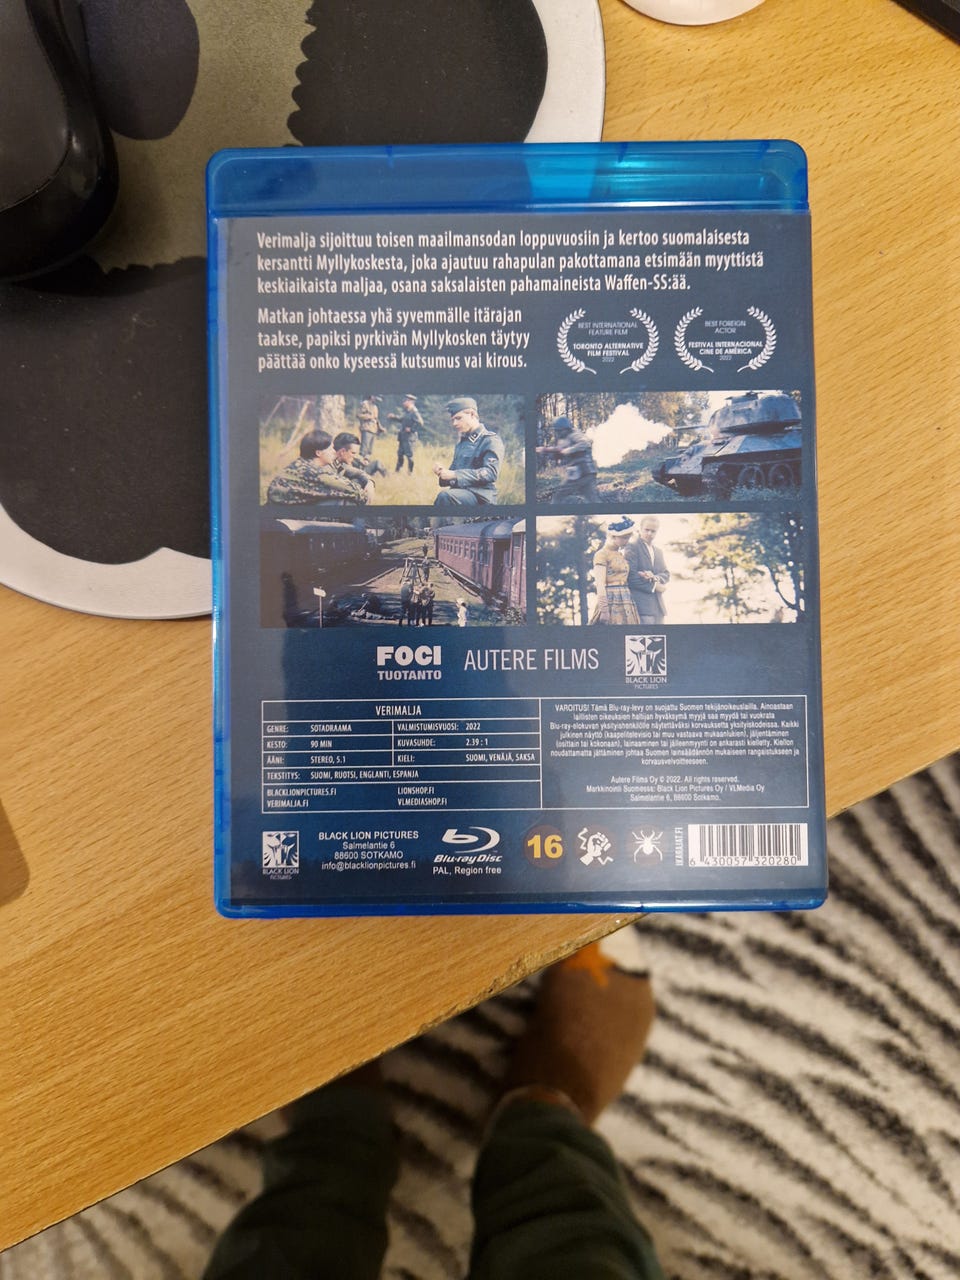 Verimalja sijoittuu toisen maailmansodan loppuvuosiin ja kertoo suomalaisesta
kersantti Myllykoskesta, joka ajautuu rahapulan pakottamana etsimään myyttistä
keskiaikaista maljaa, osana saksalaisten pahamaineista Waffen-SS:ää.
Matkan johtaessa yhä syvemmälle itärajan
taakse, papiksi pyrkivän Myllykosken täytyy
päättää onko kyseessä kutsumus vai kirous.
BEST INTERNATIONAL
FEATURE FILM
TORONTO ALTERNATIVE
FILM FESTIVAL
2022
BEST FOREIGN
ACTOR
FESTIVAL INTERNACIONAL
CINE DE AMÉRICA
2022
FOCI
TUOTANTO
AUTERE FILMS
BLACK LION
PICTURES
VERIMALJA
GENRE: SOTADRAAMA VALMISTUMISVUOSI: 2022
KESTO: 90 MIN KUVASUHDE: 2.39 : 1
ÄÄNI: STEREO, 5.1 KIELI: SUOMI, VENÄJÄ, SAKSA
TEKSTITYS: SUOMI, RUOTSI, ENGLANTI, ESPANJA
BLACKLIONPICTURES.FI LIONSHOP.FI
VERIMALJA.FI VLMEDIASHOP.FI
VAROITUS! Tämä Blu-ray-levy on suojattu Suomen tekijänoikeuslailla. Ainoastaan
laillisten oikeuksien haltijan hyväksymä myyjä saa myydä tai vuokrata
Blu-ray-elokuvan yksityishenkilölle näytettäväksi korvauksetta yksityiskodeissa. Kaikki
julkinen näyttö (kaapelitelevisio tai muu vastaava mukaanlukien), jäljentäminen
(osittain tai kokonaan), lainaaminen tai jälleenmyynti on ankarasti kielletty. Kiellon
noudattamatta jättäminen johtaa Suomen lainsäädännön mukaiseen rangaistukseen ja
korvausvelvoitteeseen.
Autere Films Oy © 2022. All rights reserved.
Markkinointi Suomessa: Black Lion Pictures Oy / VLMedia Oy
Salmelantie 6, 88600 Sotkamo.
BLACK LION
PICTURES
BLACK LION PICTURES
Salmelantie 6
88600 SOTKAMO
info@blacklionpictures.fi
Blu-ray Disc
PAL, Region free
16
IKARAJAT.FI
6 430057 320280